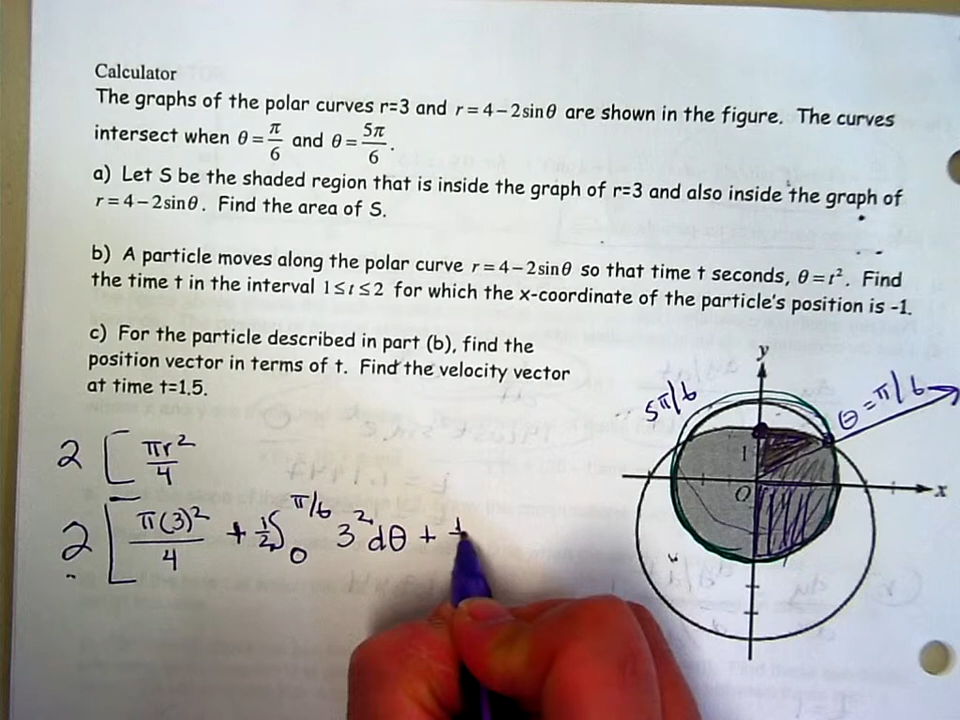 Calculator
The graphs of the polar curves r=3 and r = 4 – 2 sin θ are shown in the figure. The curves
intersect when θ = π/6 and θ = 5π/6.
a) Let S be the shaded region that is inside the graph of r=3 and also inside the graph of
r = 4 – 2 sin θ. Find the area of S.
b) A particle moves along the polar curve r = 4 – 2 sin θ so that time t seconds, θ = t². Find
the time t in the interval 1 ≤ t ≤ 2 for which the x-coordinate of the particle's position is -1.
c) For the particle described in part (b), find the
position vector in terms of t. Find the velocity vector
at time t=1.5.
y
5π/6
θ = π/6
1
O
x
2 [ πr²/4
2 [ π(3)²/4 + ½ ∫₀^π/6 3² dθ +